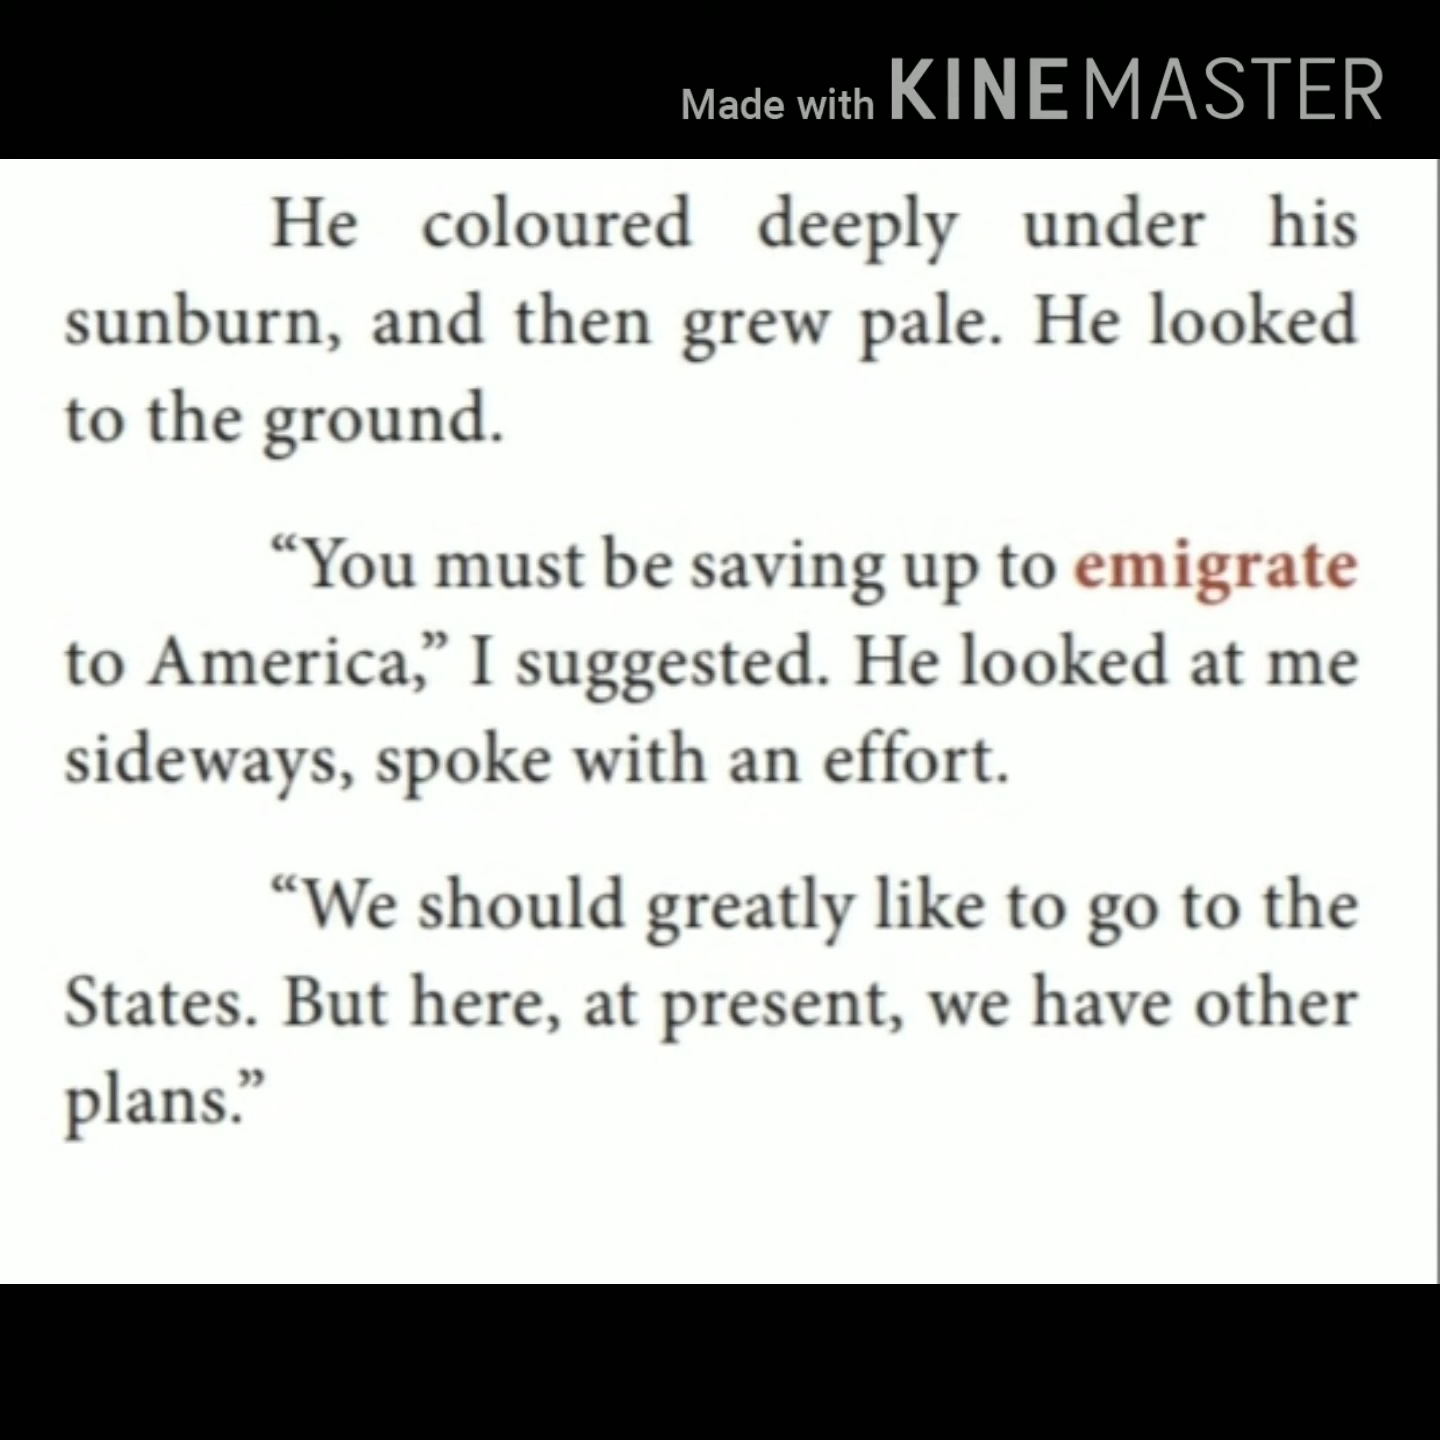 Made with KINEMASTER
He coloured deeply under his
sunburn, and then grew pale. He looked
to the ground.
“You must be saving up to emigrate
to America,” I suggested. He looked at me
sideways, spoke with an effort.
“We should greatly like to go to the
States. But here, at present, we have other
plans.”